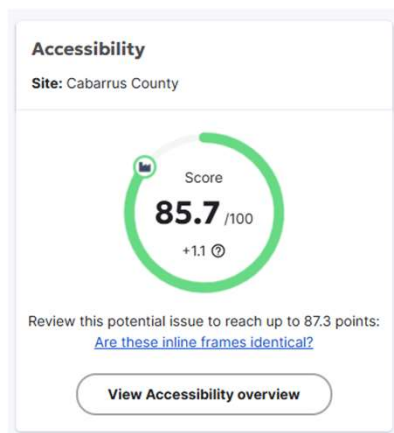 Accessibility
Site: Cabarrus County
Score
85.7 /100
+1.1
Review this potential issue to reach up to 87.3 points:
Are these inline frames identical?
View Accessibility overview